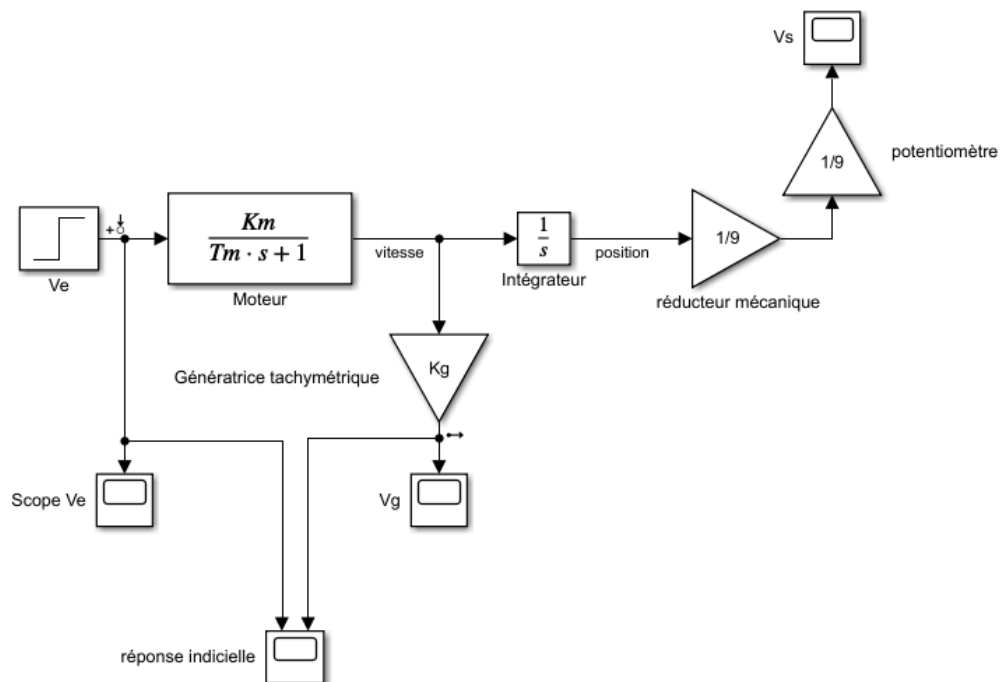 Vs
1/9
potentiomètre
Ve
Km
Tm · s + 1
Moteur
vitesse
1
s
Intégrateur
position
1/9
réducteur mécanique
Génératrice tachymétrique
Kg
Scope Ve
Vg
réponse indicielle